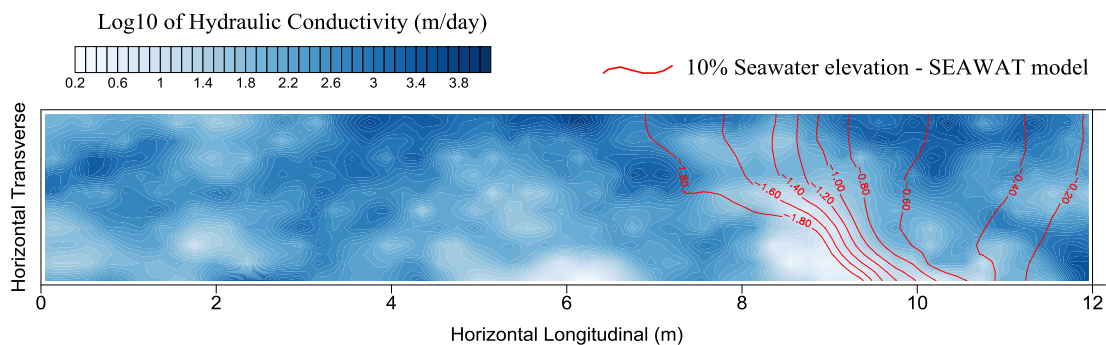 Log10 of Hydraulic Conductivity (m/day)
0.2 0.6 1 1.4 1.8 2.2 2.6 3 3.4 3.8
10% Seawater elevation - SEAWAT model
Horizontal Transverse
−1.80
−1.60
−1.40
−1.20
−1.00
−0.80
−0.60
−0.40
−0.20
−1.80
0 2 4 6 8 10 12
Horizontal Longitudinal (m)